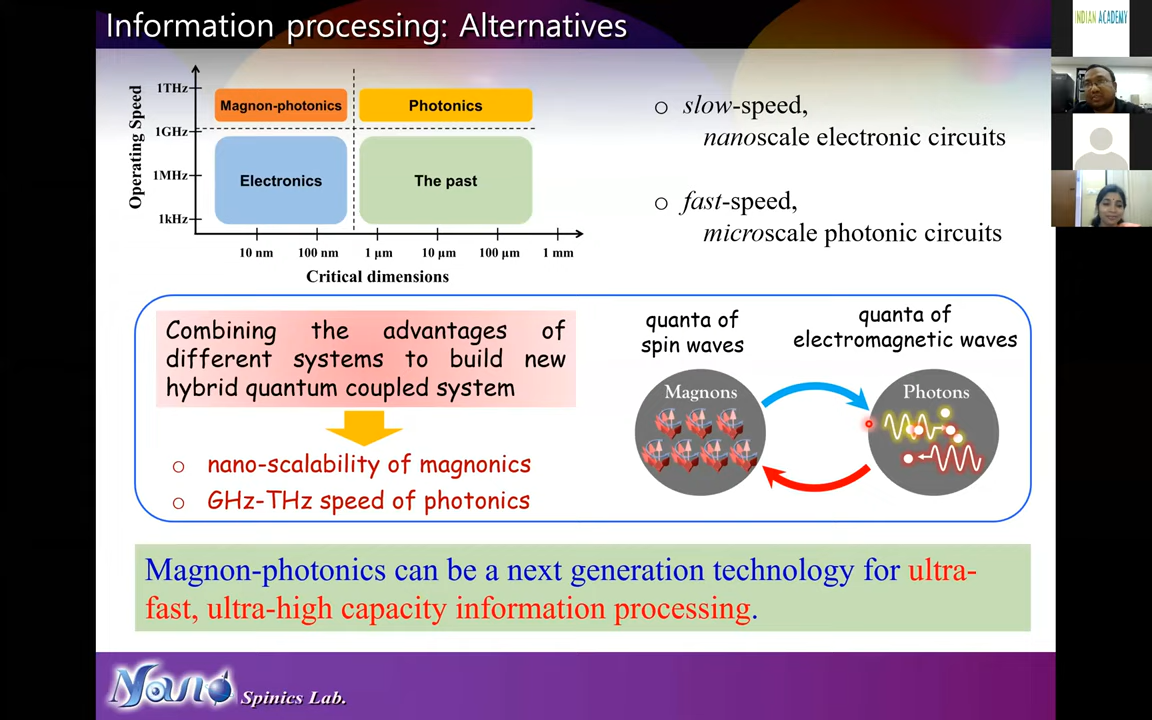 Information processing: Alternatives
INDIAN ACADEMY
Operating Speed
1THz
1GHz
1MHz
1kHz
Magnon-photonics
Photonics
Electronics
The past
10 nm
100 nm
1 µm
10 µm
100 µm
1 mm
Critical dimensions
o slow-speed,
nanoscale electronic circuits
o fast-speed,
microscale photonic circuits
Combining the advantages of
different systems to build new
hybrid quantum coupled system
o nano-scalability of magnonics
o GHz-THz speed of photonics
quanta of
spin waves
quanta of
electromagnetic waves
Magnons
Photons
Magnon-photonics can be a next generation technology for ultra-
fast, ultra-high capacity information processing.
Nano Spinics Lab.